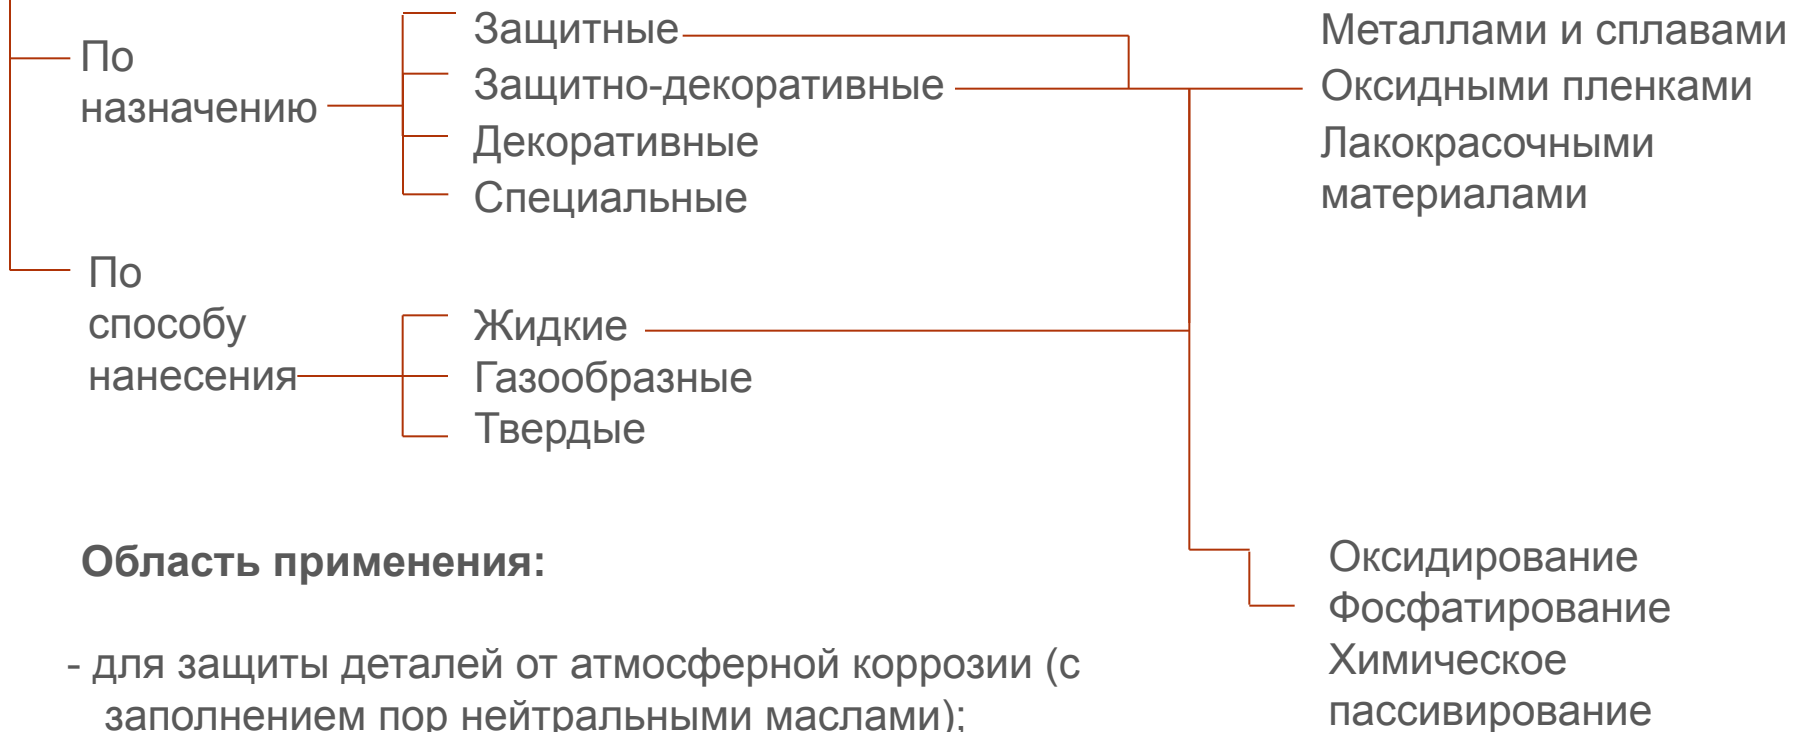 По
назначению
Защитные
Защитно-декоративные
Декоративные
Специальные
Металлами и сплавами
Оксидными пленками
Лакокрасочными
материалами
По
способу
нанесения
Жидкие
Газообразные
Твердые
Область применения:
- для защиты деталей от атмосферной коррозии (с
заполнением пор нейтральными маслами);
Оксидирование
Фосфатирование
Химическое
пассивирование